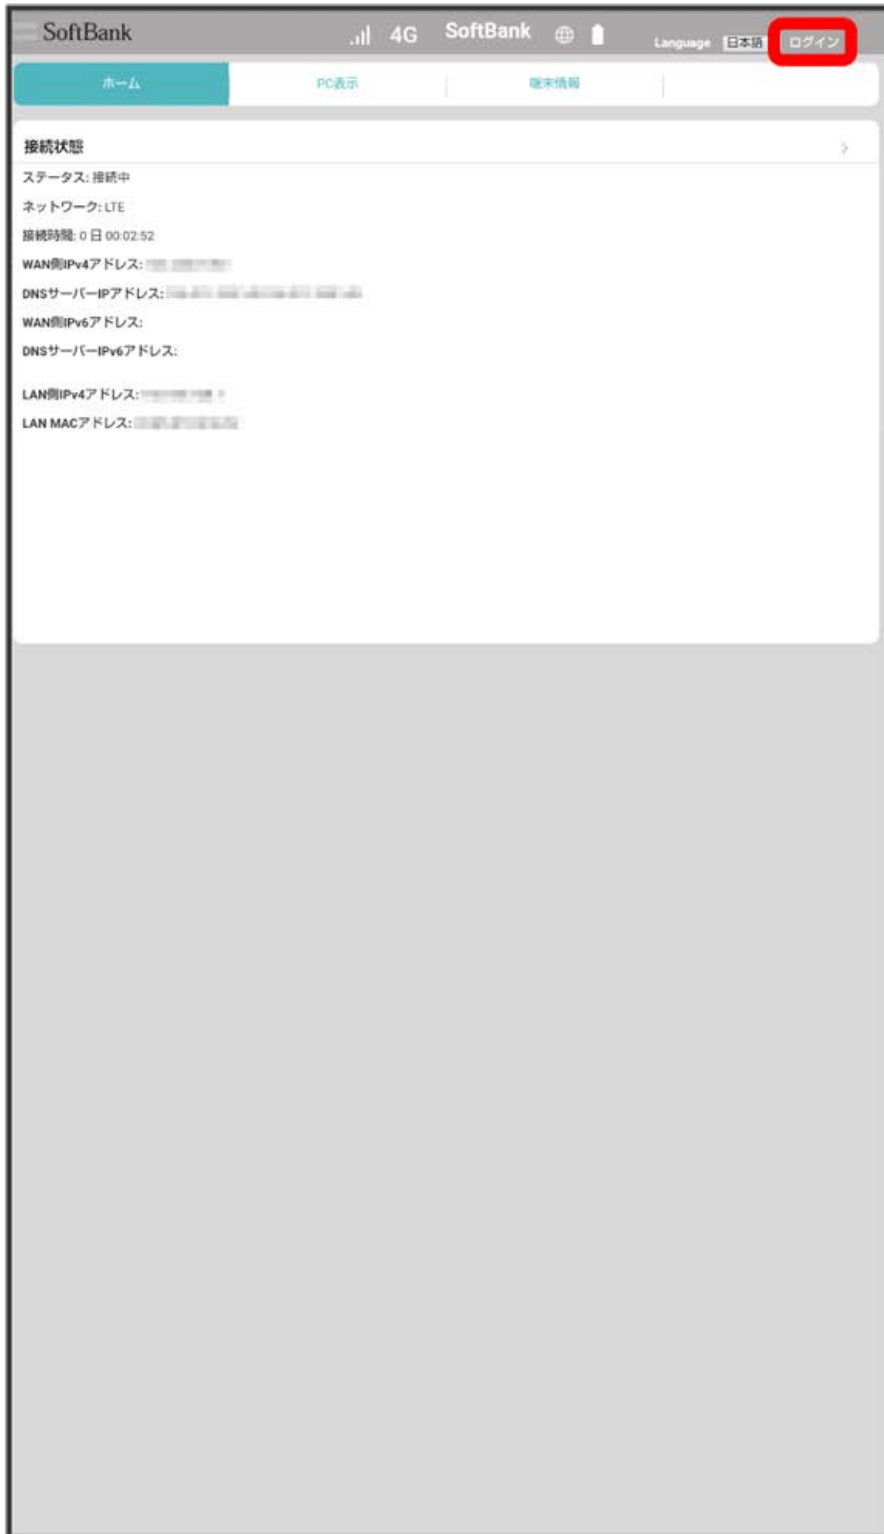 SoftBank 4G SoftBank Language 日本語 ログイン
ホーム PC表示 端末情報
接続状態
ステータス: 接続中
ネットワーク: LTE
接続時間: 0 日 00:02:52
WAN側IPv4アドレス:
DNSサーバーIPアドレス:
WAN側IPv6アドレス:
DNSサーバーIPv6アドレス:
LAN側IPv4アドレス:
LAN MACアドレス: